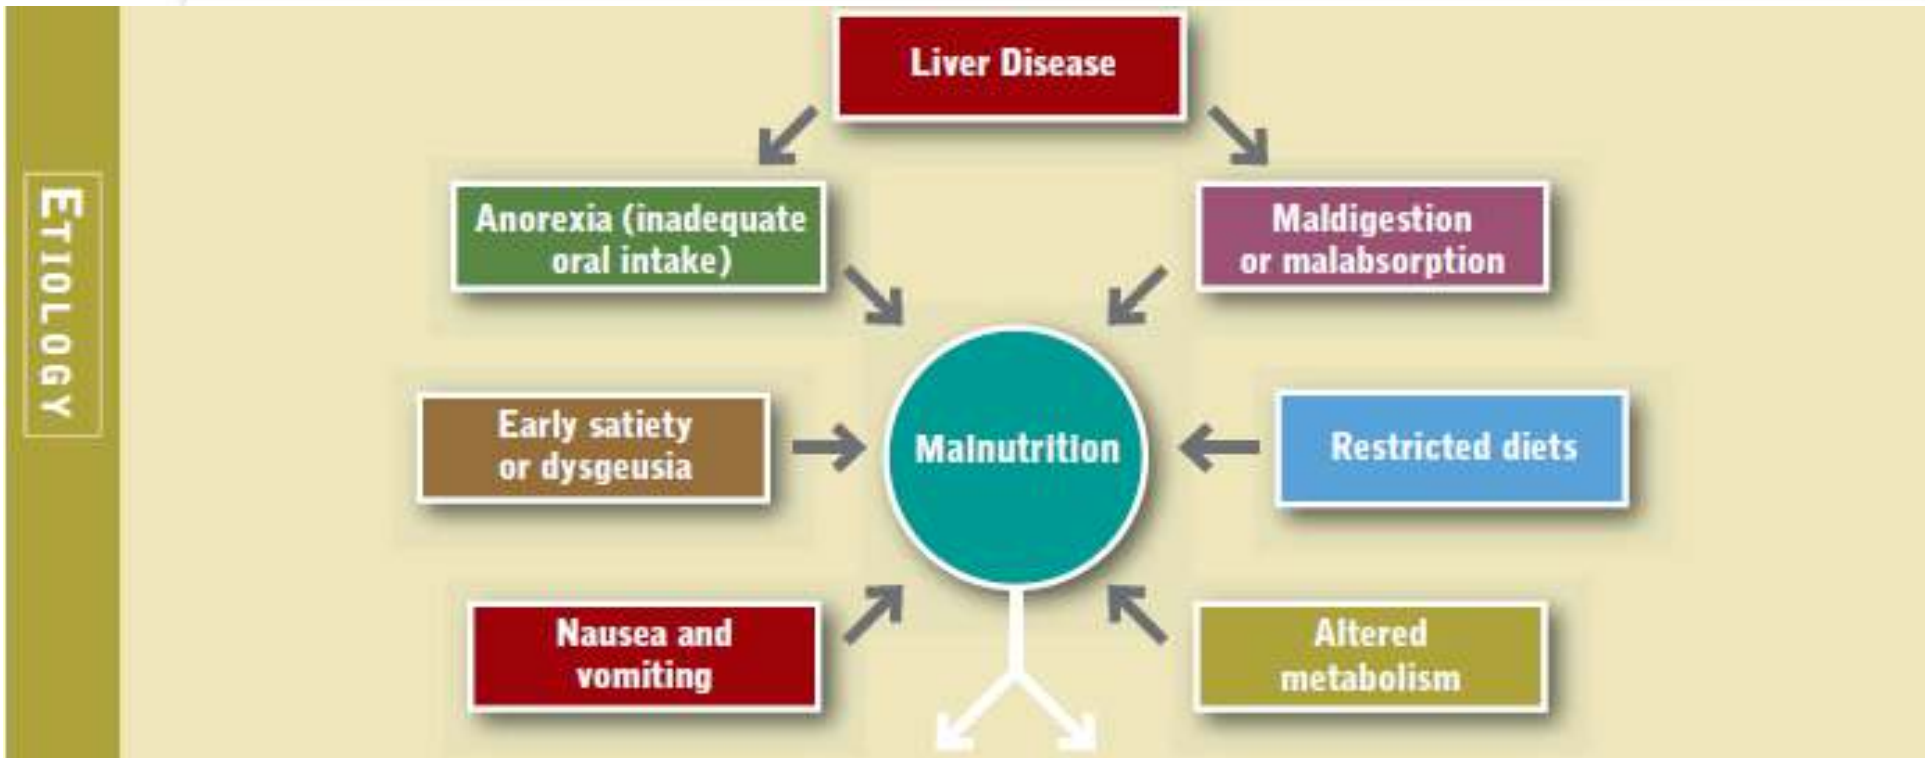 ETIOLOGY
Liver Disease
Anorexia (inadequate
oral intake)
Maldigestion
or malabsorption
Early satiety
or dysgeusia
Malnutrition
Restricted diets
Nausea and
vomiting
Altered
metabolism